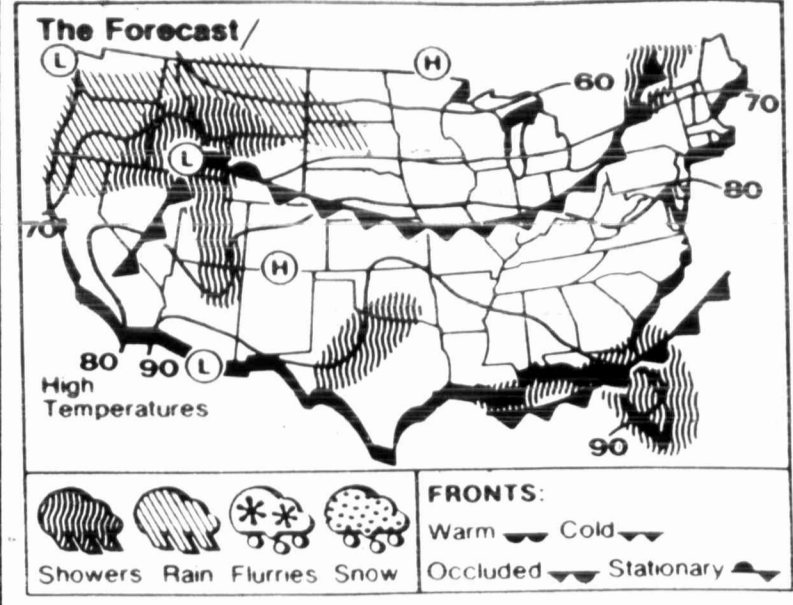 The Forecast
L
H
60
70
L
80
70
H
80 90 L
High
Temperatures
90
Showers Rain Flurries Snow
FRONTS:
Warm Cold
Occluded Stationary